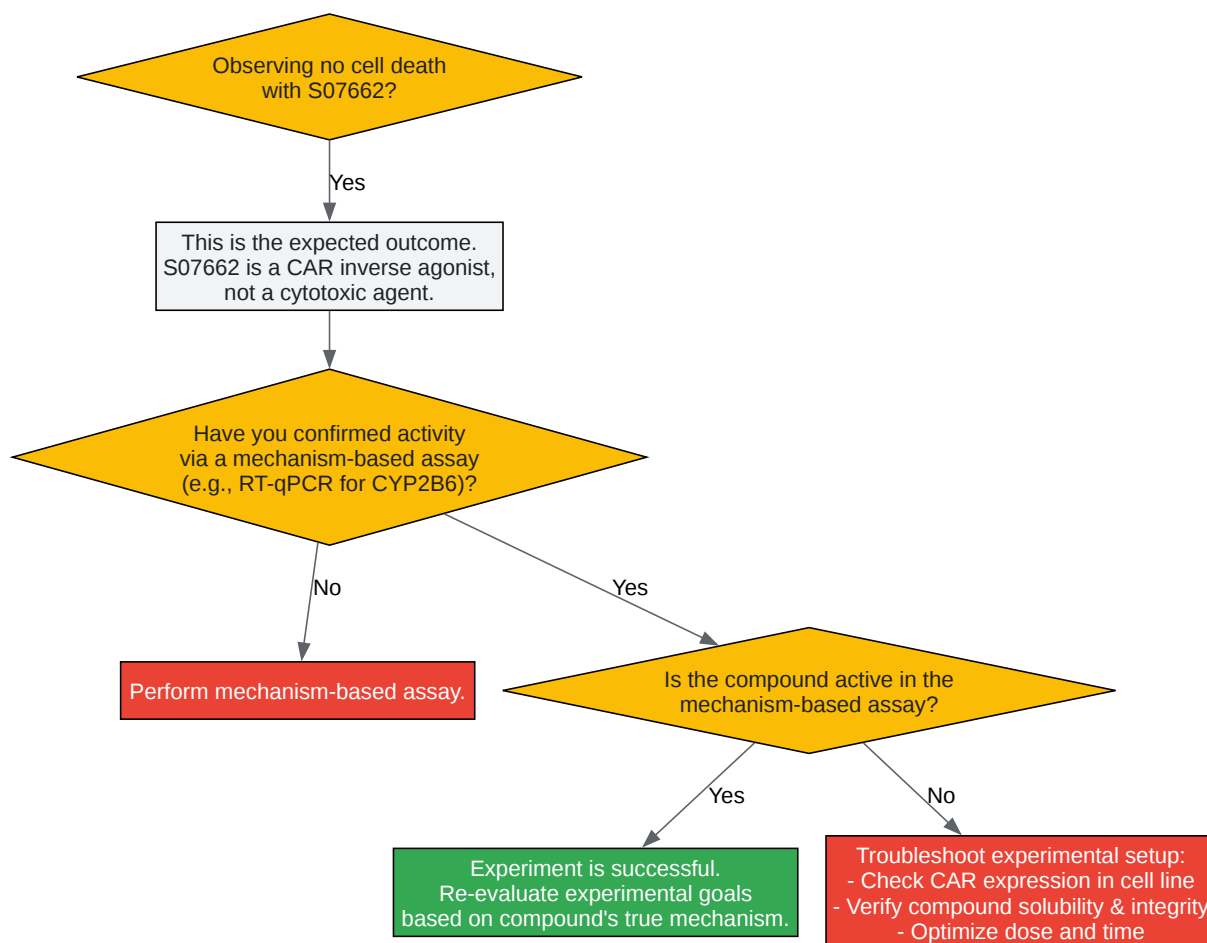 Observing no cell death
with S07662?
Yes
This is the expected outcome.
S07662 is a CAR inverse agonist,
not a cytotoxic agent.
Have you confirmed activity
via a mechanism-based assay
(e.g., RT-qPCR for CYP2B6)?
No
Yes
Perform mechanism-based assay.
Is the compound active in the
mechanism-based assay?
Yes
No
Experiment is successful.
Re-evaluate experimental goals
based on compound's true mechanism.
Troubleshoot experimental setup:
- Check CAR expression in cell line
- Verify compound solubility & integrity
- Optimize dose and time